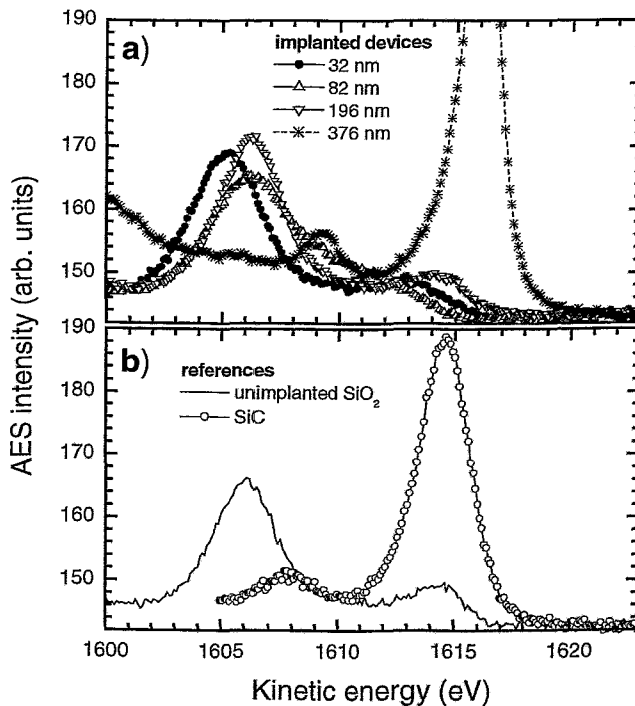 AES intensity (arb. units)
190
180
170
160
150
a)
implanted devices
32 nm
82 nm
196 nm
376 nm
190
180
170
160
150
b)
references
unimplanted SiO₂
SiC
1600 1605 1610 1615 1620
Kinetic energy (eV)